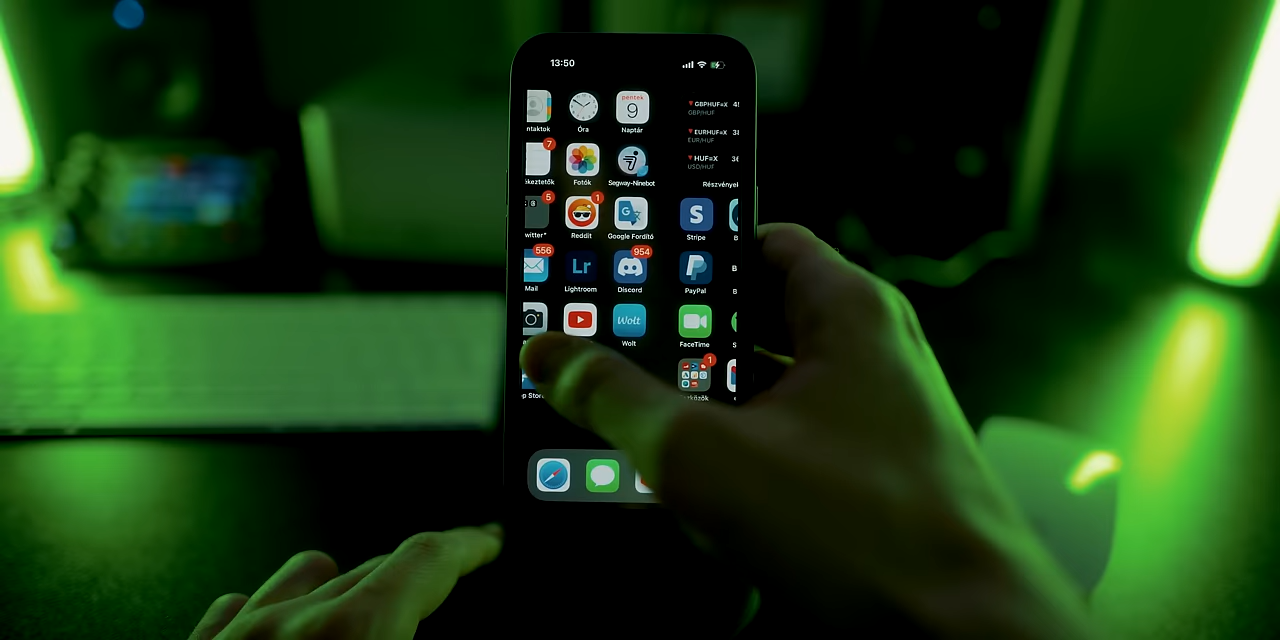 13:50
ntaktok
Óra
péntek
9
Naptár
GBPHUF=X
GBP/HUF
EURHUF=X
EUR/HUF
HUF=X
USD/HUF
7
ékeztetők
Fotók
Segway-Ninebot
Részvények
5
witter"
1
Reddit
G
Google Fordító
S
Stripe
556
Mail
Lr
Lightroom
954
Discord
PayPal
Wolt
Wolt
FaceTime
1
p Store